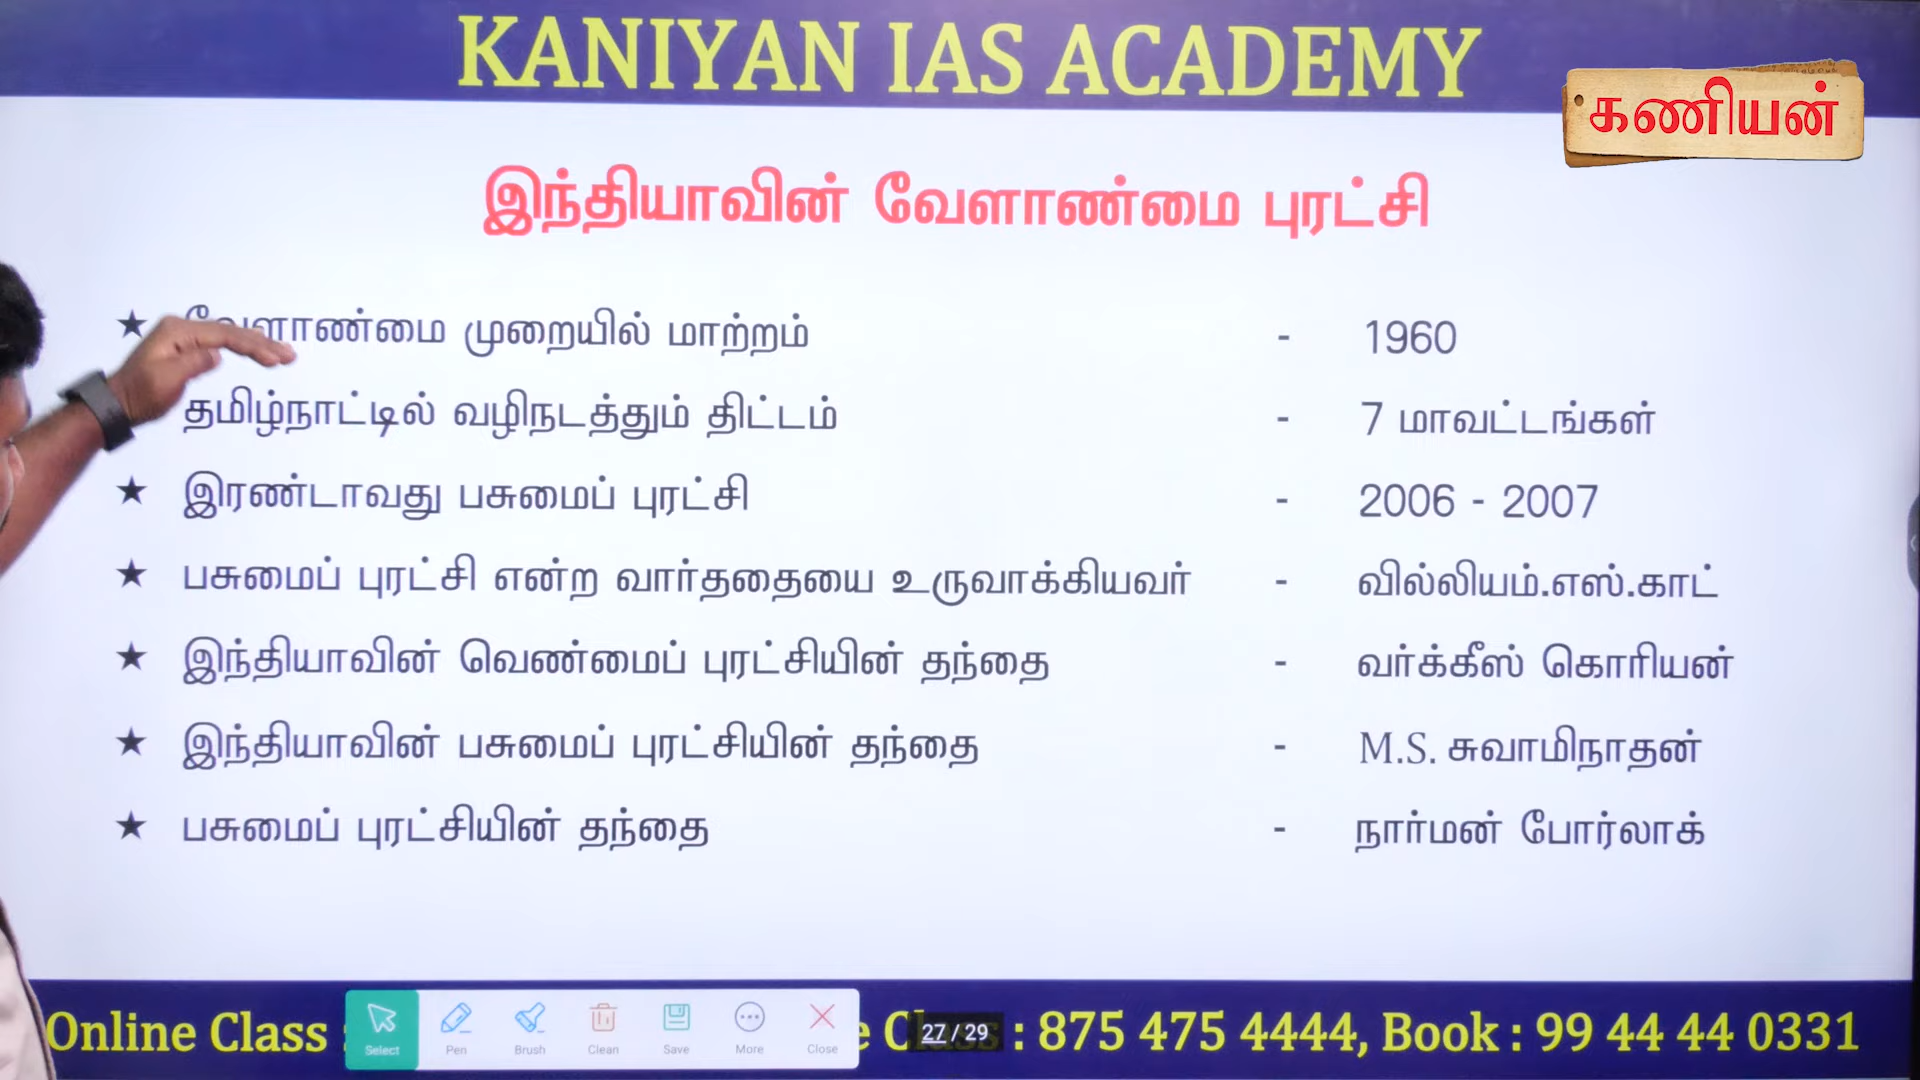 KANIYAN IAS ACADEMY
கணியன்
இந்தியாவின் வேளாண்மை புரட்சி
★ வேளாண்மை முறையில் மாற்றம் - 1960
தமிழ்நாட்டில் வழிநடத்தும் திட்டம் - 7 மாவட்டங்கள்
★ இரண்டாவது பசுமைப் புரட்சி - 2006 - 2007
★ பசுமைப் புரட்சி என்ற வார்ததையை உருவாக்கியவர் - வில்லியம்.எஸ்.காட்
★ இந்தியாவின் வெண்மைப் புரட்சியின் தந்தை - வர்க்கீஸ் கொரியன்
★ இந்தியாவின் பசுமைப் புரட்சியின் தந்தை - M.S. சுவாமிநாதன்
★ பசுமைப் புரட்சியின் தந்தை - நார்மன் போர்லாக்
Online Class : 875 475 4444, Book : 99 44 44 0331
Select Pen Brush Clean Save More Close
27 / 29